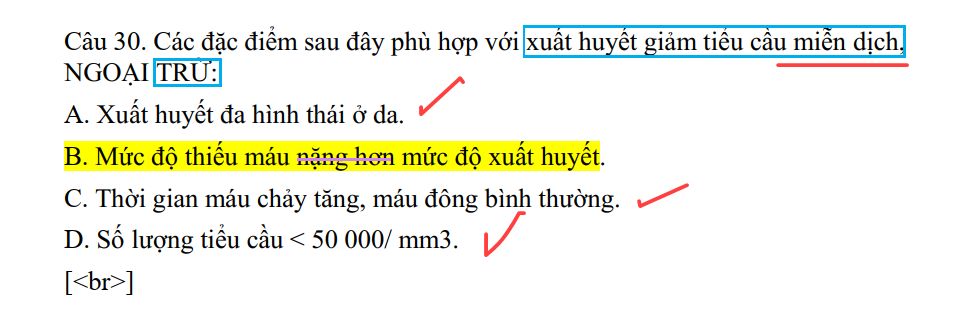 Câu 30. Các đặc điểm sau đây phù hợp với xuất huyết giảm tiểu cầu miễn dịch,
NGOẠI TRỪ:
A. Xuất huyết đa hình thái ở da.
B. Mức độ thiếu máu nặng hơn mức độ xuất huyết.
C. Thời gian máu chảy tăng, máu đông bình thường.
D. Số lượng tiểu cầu < 50 000/ mm3.
[<br>]